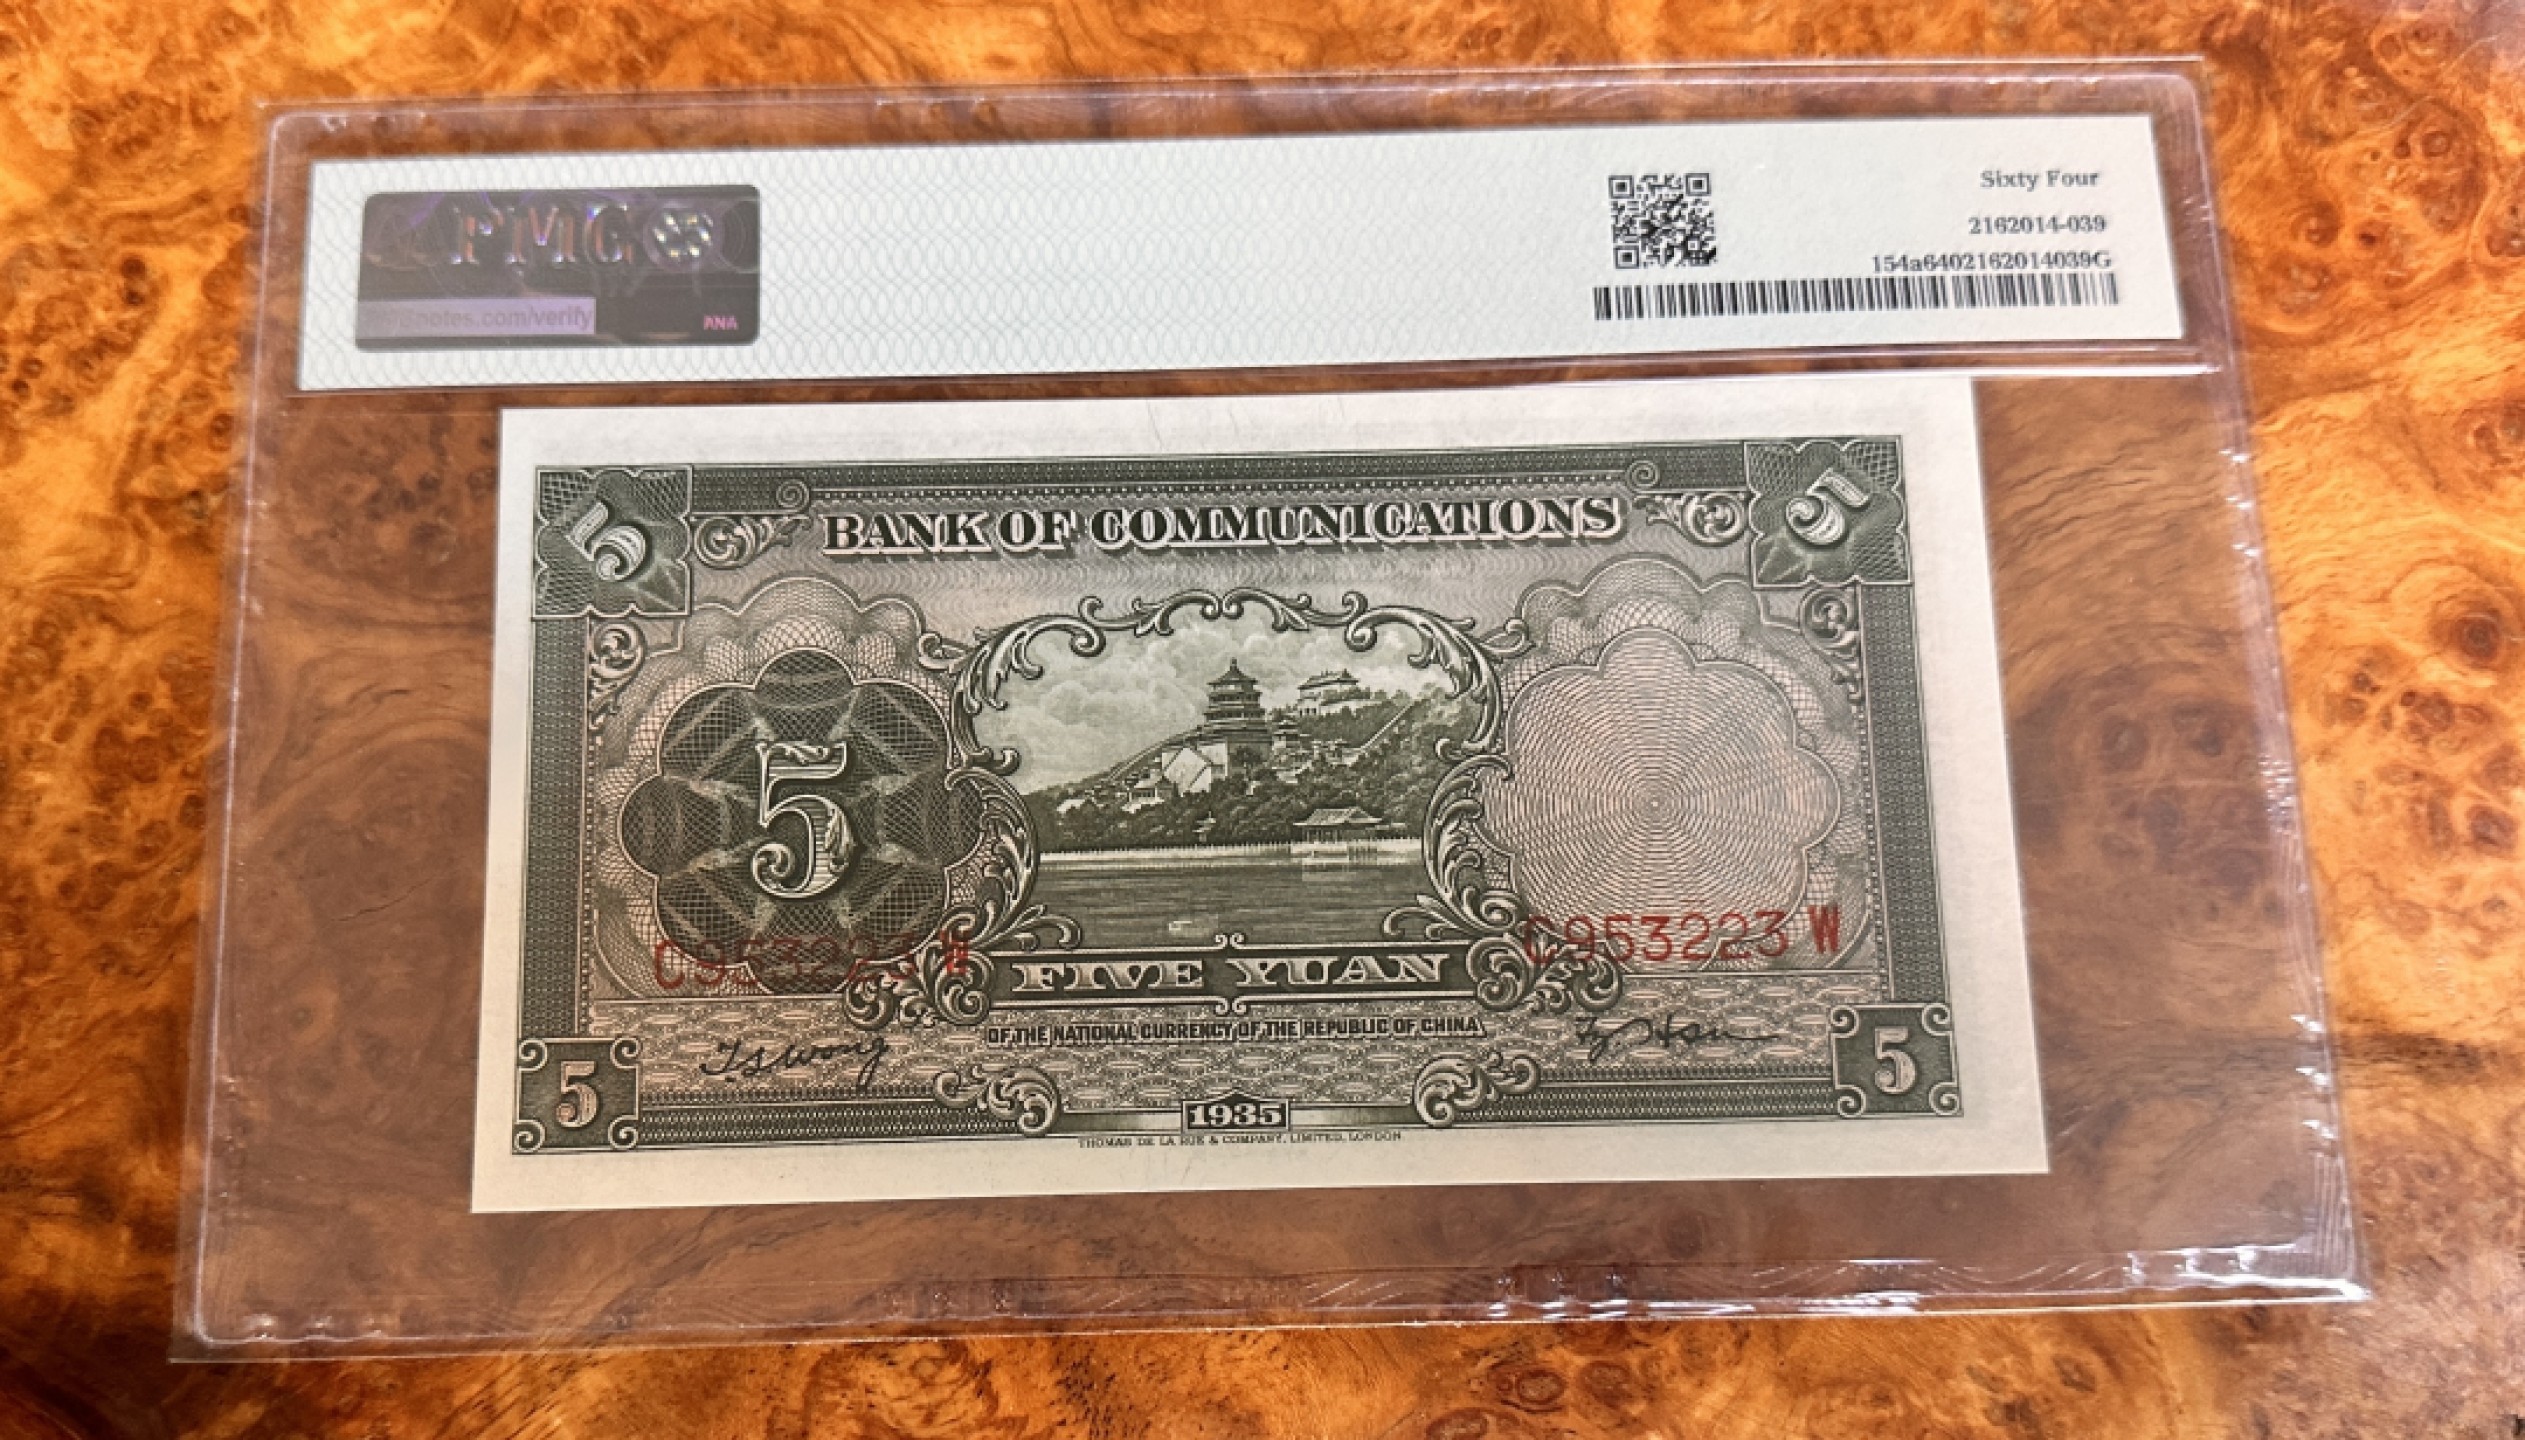 PMG
notes.com/verify
ANA
Sixty Four
2162014-039
154a6402162014039G
5
5
BANK OF COMMUNICATIONS
5
C953223 W
C953223 W
FIVE YUAN
OF THE NATIONAL CURRENCY OF THE REPUBLIC OF CHINA
T.S.Wong
5
5
1935
THOMAS DE LA RUE & COMPANY, LIMITED, LONDON